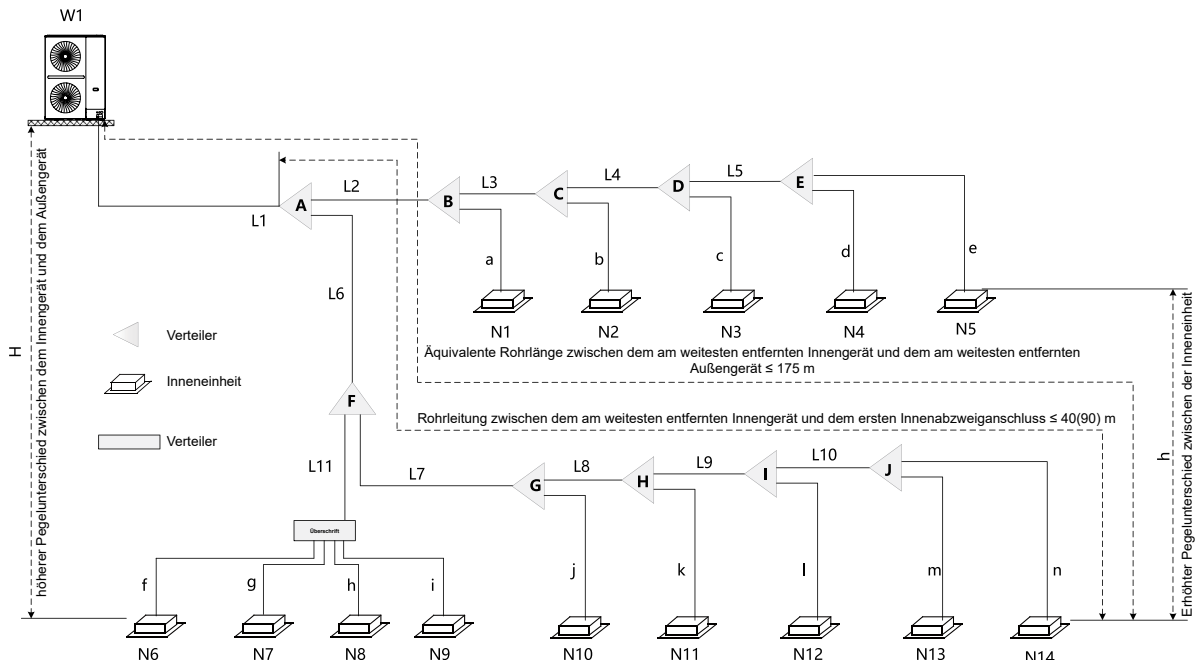 W1
höherer Pegelunterschied zwischen dem Innengerät und dem Außengerät
H
A
L1
L2
B
L3
C
L4
D
L5
E
a
b
c
d
e
N1
N2
N3
N4
N5
L6
Verteiler
Inneneinheit
Verteiler
Äquivalente Rohrlänge zwischen dem am weitesten entfernten Innengerät und dem am weitesten entfernten
Außengerät ≤ 175 m
Rohrleitung zwischen dem am weitesten entfernten Innengerät und dem ersten Innenabzweiganschluss ≤ 40(90) m
h
Erhöhter Pegelunterschied zwischen der Inneneinheit
F
L11
L7
G
L8
H
L9
I
L10
J
Überschrift
f
g
h
i
j
k
l
m
n
N6
N7
N8
N9
N10
N11
N12
N13
N14